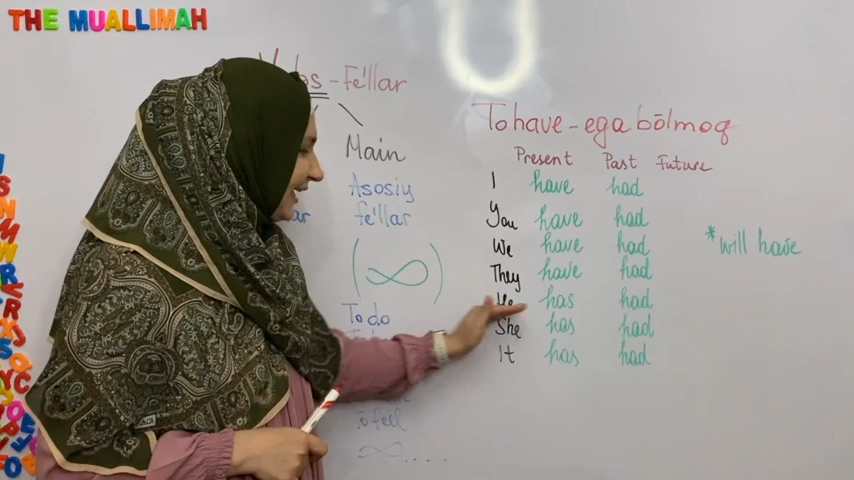 THE MUALLIMAH
- Fe'llar
Main
Asosiy
fe'llar
(∞)
To do
To feel
∞ ....
To have - ega bōlmoq
Present Past Future
I have had
You have had
We have had
They have had
has had
She has had
It has had
*will have